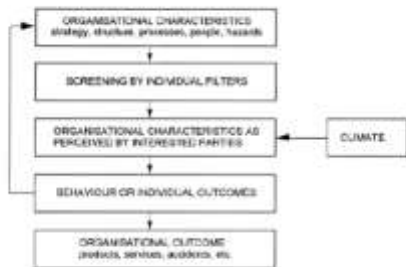 ORGANISATIONAL CHARACTERISTICS
strategy, structure, processes, people, hazards
SCREENING BY INDIVIDUAL FILTERS
ORGANISATIONAL CHARACTERISTICS AS
PERCEIVED BY INTERESTED PARTIES
CLIMATE
BEHAVIOUR OR INDIVIDUAL OUTCOMES
ORGANISATIONAL OUTCOME
products, services, accidents, etc.